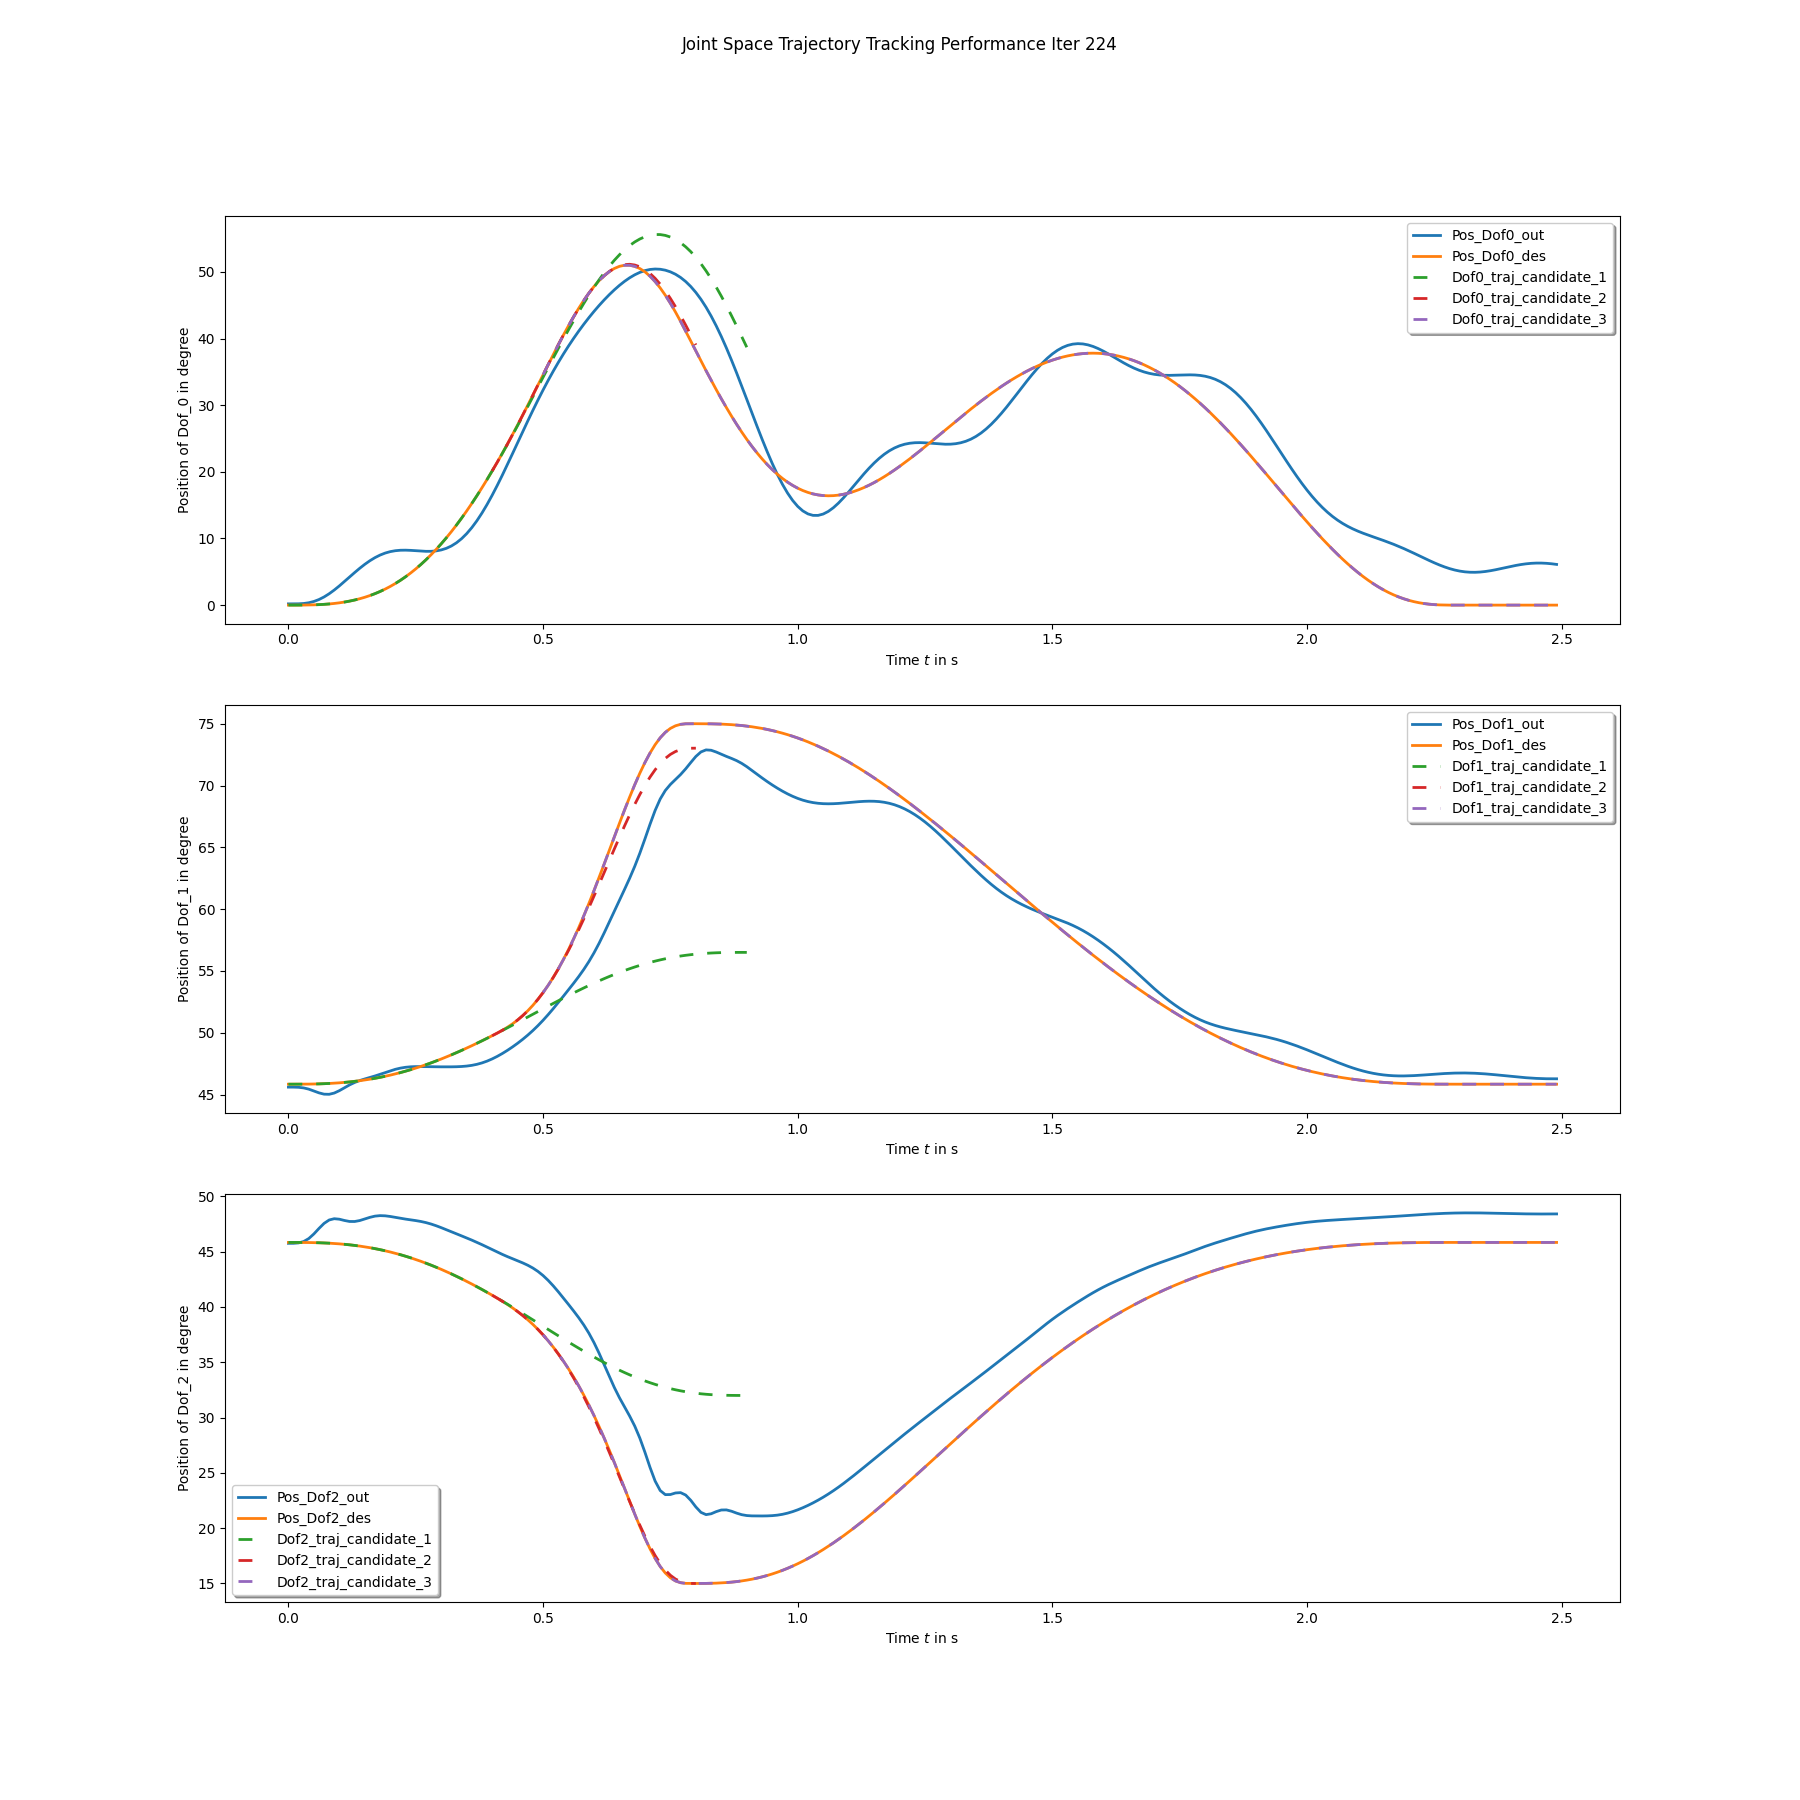 Joint Space Trajectory Tracking Performance Iter 224
Position of Dof_0 in degree
50
40
30
20
10
0
0.0 0.5 1.0 1.5 2.0 2.5
Time t in s
Pos_Dof0_out
Pos_Dof0_des
Dof0_traj_candidate_1
Dof0_traj_candidate_2
Dof0_traj_candidate_3
Position of Dof_1 in degree
75
70
65
60
55
50
45
0.0 0.5 1.0 1.5 2.0 2.5
Time t in s
Pos_Dof1_out
Pos_Dof1_des
Dof1_traj_candidate_1
Dof1_traj_candidate_2
Dof1_traj_candidate_3
Position of Dof_2 in degree
50
45
40
35
30
25
20
15
0.0 0.5 1.0 1.5 2.0 2.5
Time t in s
Pos_Dof2_out
Pos_Dof2_des
Dof2_traj_candidate_1
Dof2_traj_candidate_2
Dof2_traj_candidate_3